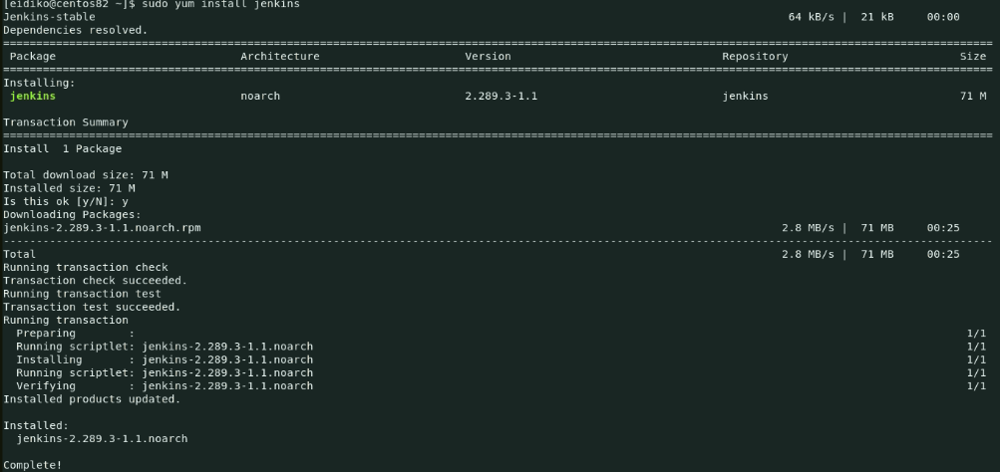 [eidiko@centos82 ~]$ sudo yum install jenkins
Jenkins-stable 64 kB/s | 21 kB 00:00
Dependencies resolved.
================================================================================
Package Architecture Version Repository Size
================================================================================
Installing:
jenkins noarch 2.289.3-1.1 jenkins 71 M
Transaction Summary
================================================================================
Install 1 Package
Total download size: 71 M
Installed size: 71 M
Is this ok [y/N]: y
Downloading Packages:
jenkins-2.289.3-1.1.noarch.rpm 2.8 MB/s | 71 MB 00:25
--------------------------------------------------------------------------------
Total 2.8 MB/s | 71 MB 00:25
Running transaction check
Transaction check succeeded.
Running transaction test
Transaction test succeeded.
Running transaction
Preparing : 1/1
Running scriptlet: jenkins-2.289.3-1.1.noarch 1/1
Installing : jenkins-2.289.3-1.1.noarch 1/1
Running scriptlet: jenkins-2.289.3-1.1.noarch 1/1
Verifying : jenkins-2.289.3-1.1.noarch 1/1
Installed products updated.
Installed:
jenkins-2.289.3-1.1.noarch
Complete!